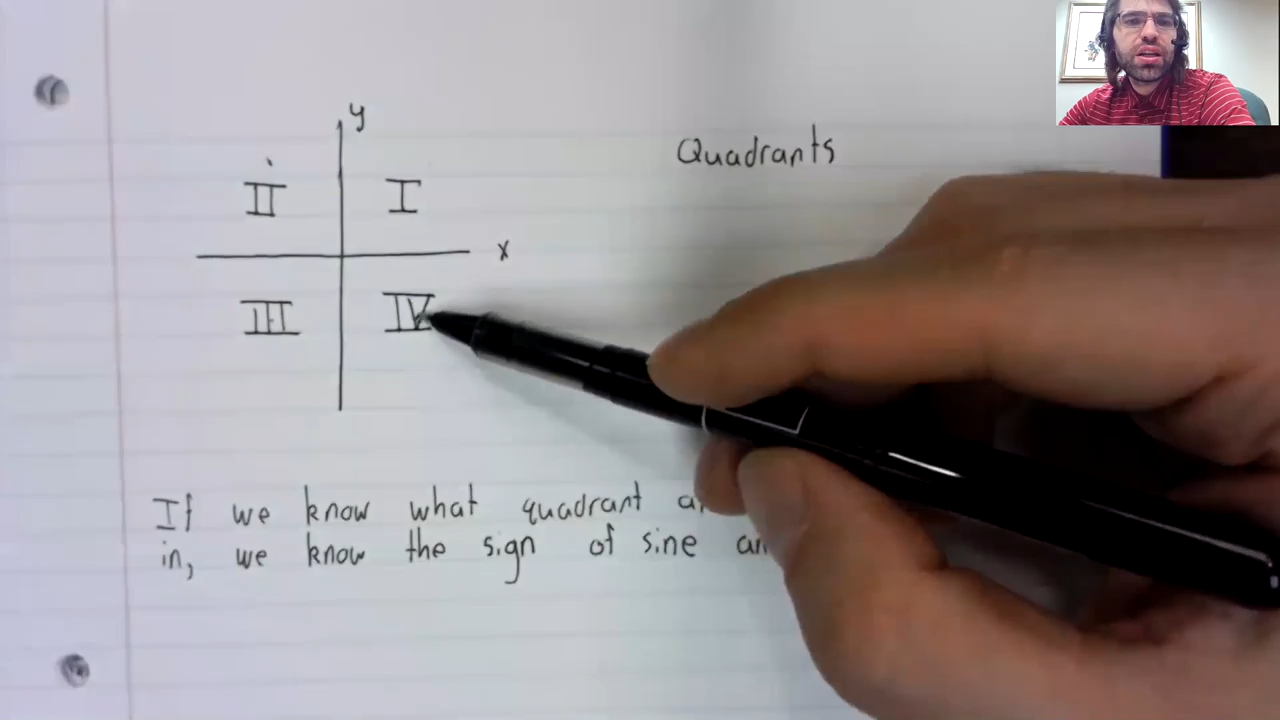 y
Quadrants
II I
x
III IV
If we know what quadrant
in, we know the sign of sine